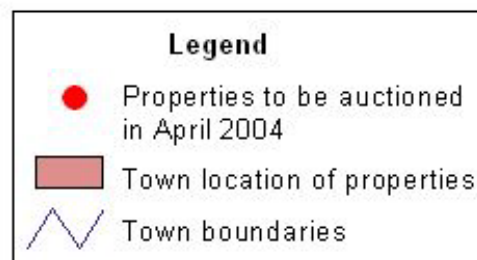 Legend
Properties to be auctioned
in April 2004
Town location of properties
Town boundaries